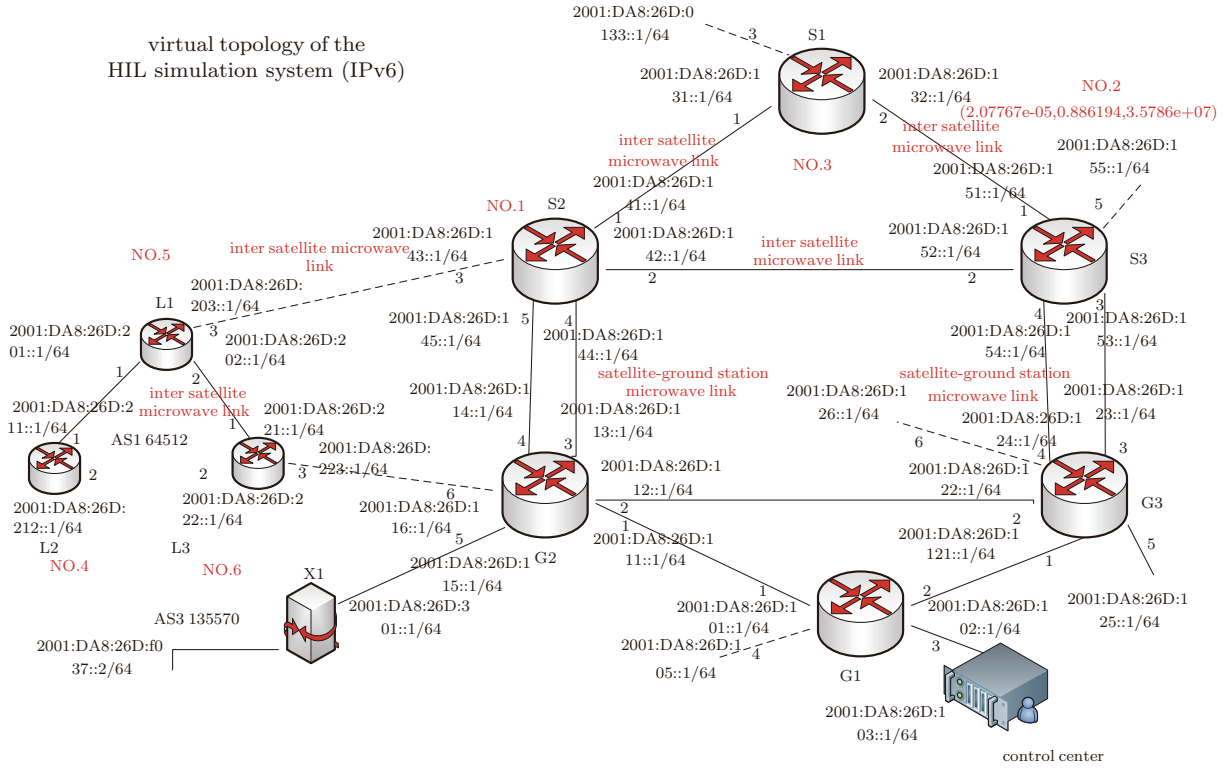 virtual topology of the
HIL simulation system (IPv6)
2001:DA8:26D:0
133::1/64
3
S1
2001:DA8:26D:1
31::1/64
1
2001:DA8:26D:1
32::1/64
2
NO.2
(2.07767e-05,0.886194,3.5786e+07)
inter satellite
microwave link
NO.3
inter satellite
microwave link
2001:DA8:26D:1
55::1/64
5
2001:DA8:26D:1
41::1/64
1
2001:DA8:26D:1
51::1/64
1
NO.1
S2
2001:DA8:26D:1
43::1/64
3
2001:DA8:26D:1
42::1/64
2
inter satellite
microwave link
2001:DA8:26D:1
52::1/64
2
S3
inter satellite microwave
link
NO.5
L1
2001:DA8:26D:
203::1/64
3
2001:DA8:26D:2
01::1/64
1
2001:DA8:26D:2
02::1/64
2
2001:DA8:26D:1
45::1/64
5
4
2001:DA8:26D:1
44::1/64
4
2001:DA8:26D:1
54::1/64
3
2001:DA8:26D:1
53::1/64
inter satellite
microwave link
satellite-ground station
microwave link
satellite-ground station
microwave link
2001:DA8:26D:2
11::1/64
1
AS1 64512
2001:DA8:26D:2
21::1/64
1
2001:DA8:26D:1
14::1/64
4
2001:DA8:26D:1
13::1/64
3
2001:DA8:26D:1
26::1/64
6
2001:DA8:26D:1
24::1/64
4
2001:DA8:26D:1
23::1/64
3
2
2001:DA8:26D:
212::1/64
L2
NO.4
2
2001:DA8:26D:2
22::1/64
L3
NO.6
3
2001:DA8:26D:
223::1/64
6
2001:DA8:26D:1
16::1/64
5
2001:DA8:26D:1
15::1/64
G2
2001:DA8:26D:1
12::1/64
2
1
2001:DA8:26D:1
11::1/64
2001:DA8:26D:1
22::1/64
2
G3
2001:DA8:26D:1
121::1/64
1
5
2001:DA8:26D:1
25::1/64
X1
AS3 135570
2001:DA8:26D:3
01::1/64
2001:DA8:26D:f0
37::2/64
1
2001:DA8:26D:1
01::1/64
2001:DA8:26D:1
05::1/64
4
2
2001:DA8:26D:1
02::1/64
3
G1
2001:DA8:26D:1
03::1/64
control center